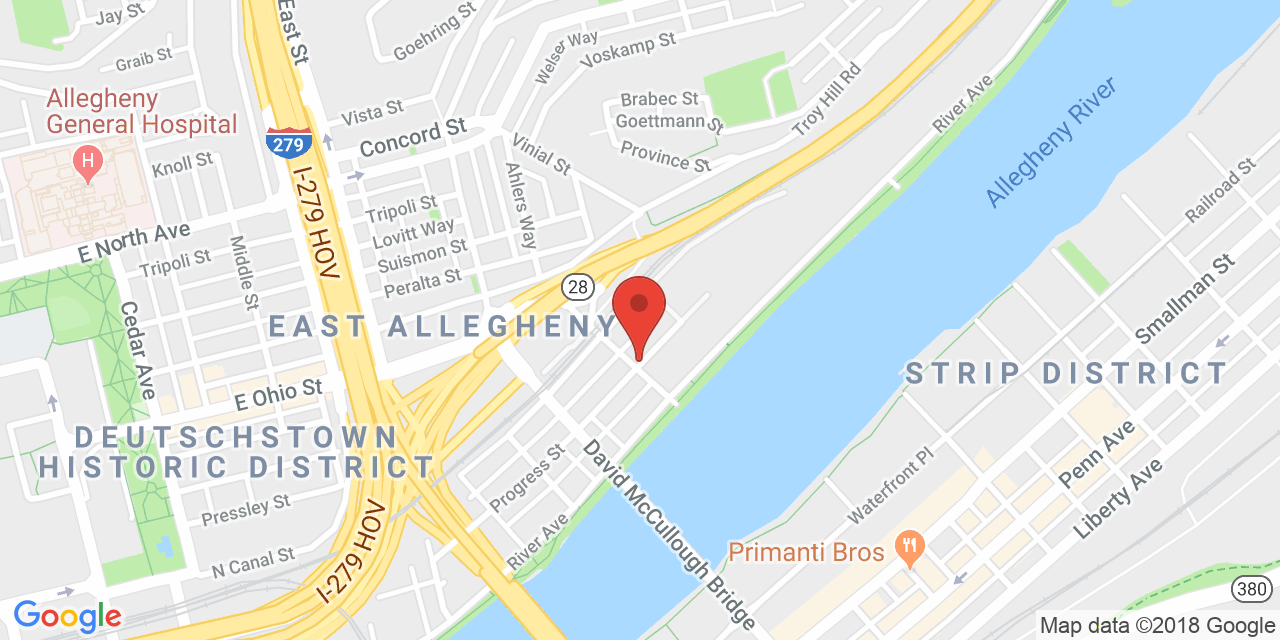 Jay St
East St
Goehring St
Graib St
Welser Way
Voskamp St
Allegheny
General Hospital
H
Vista St
279
Concord St
Brabec St
Goettmann St
Troy Hill Rd
River Ave
Allegheny River
Province St
Vinial St
Knoll St
I-279 HOV
Ahlers Way
Tripoli St
Lovitt Way
Suismon St
Peralta St
Railroad St
E North Ave
Tripoli St
Middle St
28
Smallman St
Cedar Ave
EAST ALLEGHENY
STRIP DISTRICT
E Ohio St
DEUTSCHSTOWN
HISTORIC DISTRICT
Progress St
David McCullough Bridge
Penn Ave
Liberty Ave
Waterfront Pl
Pressley St
I-279 HOV
River Ave
Primanti Bros
N Canal St
380
Google
Map data ©2018 Google